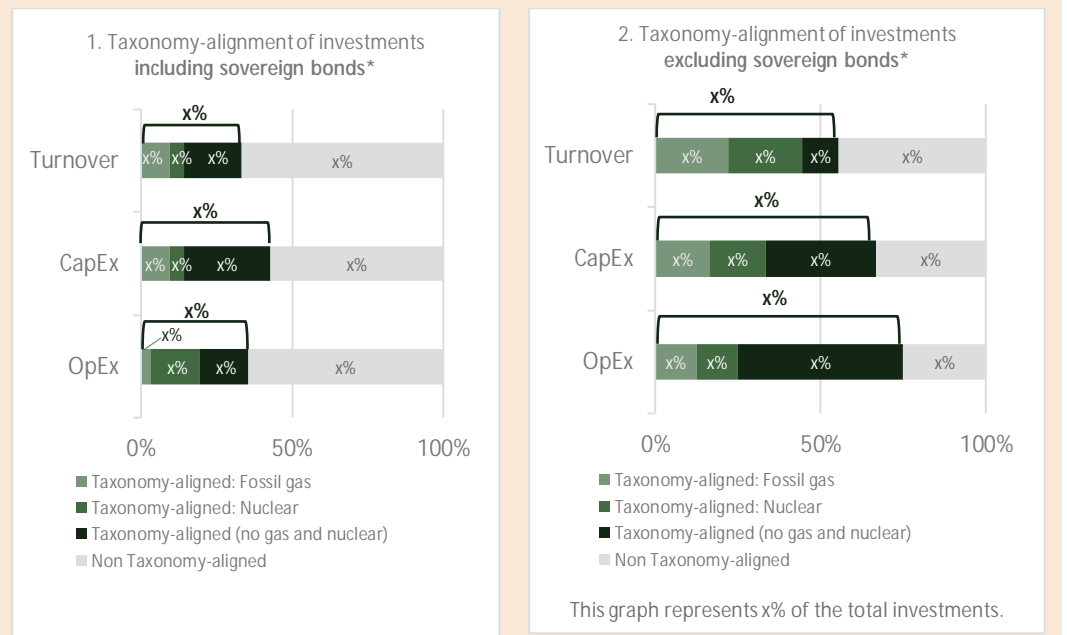 1. Taxonomy-alignment of investments
including sovereign bonds*
x%
Turnover
x% x% x% x%
x%
CapEx
x% x% x% x%
x%
x%
OpEx
x% x% x%
0% 50% 100%
Taxonomy-aligned: Fossil gas
Taxonomy-aligned: Nuclear
Taxonomy-aligned (no gas and nuclear)
Non Taxonomy-aligned
2. Taxonomy-alignment of investments
excluding sovereign bonds*
x%
Turnover
x% x% x% x%
x%
CapEx
x% x% x% x%
x%
OpEx
x% x% x% x%
0% 50% 100%
Taxonomy-aligned: Fossil gas
Taxonomy-aligned: Nuclear
Taxonomy-aligned (no gas and nuclear)
Non Taxonomy-aligned
This graph represents x% of the total investments.